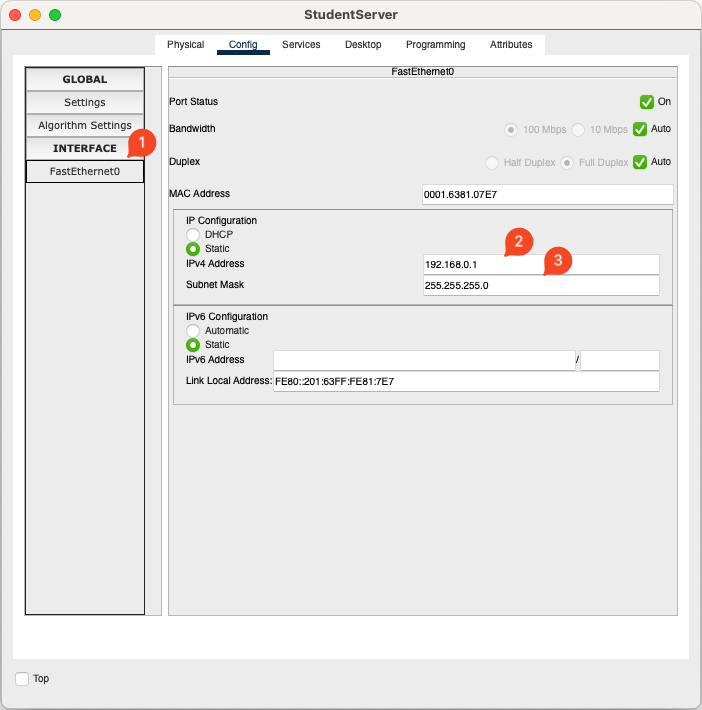 StudentServer
Physical Config Services Desktop Programming Attributes
GLOBAL
Settings
Algorithm Settings
INTERFACE
1
FastEthernet0
FastEthernet0
Port Status On
Bandwidth 100 Mbps 10 Mbps Auto
Duplex Half Duplex Full Duplex Auto
MAC Address 0001.6381.07E7
IP Configuration
DHCP
Static
2
IPv4 Address 192.168.0.1
3
Subnet Mask 255.255.255.0
IPv6 Configuration
Automatic
Static
IPv6 Address /
Link Local Address: FE80::201:63FF:FE81:7E7
Top